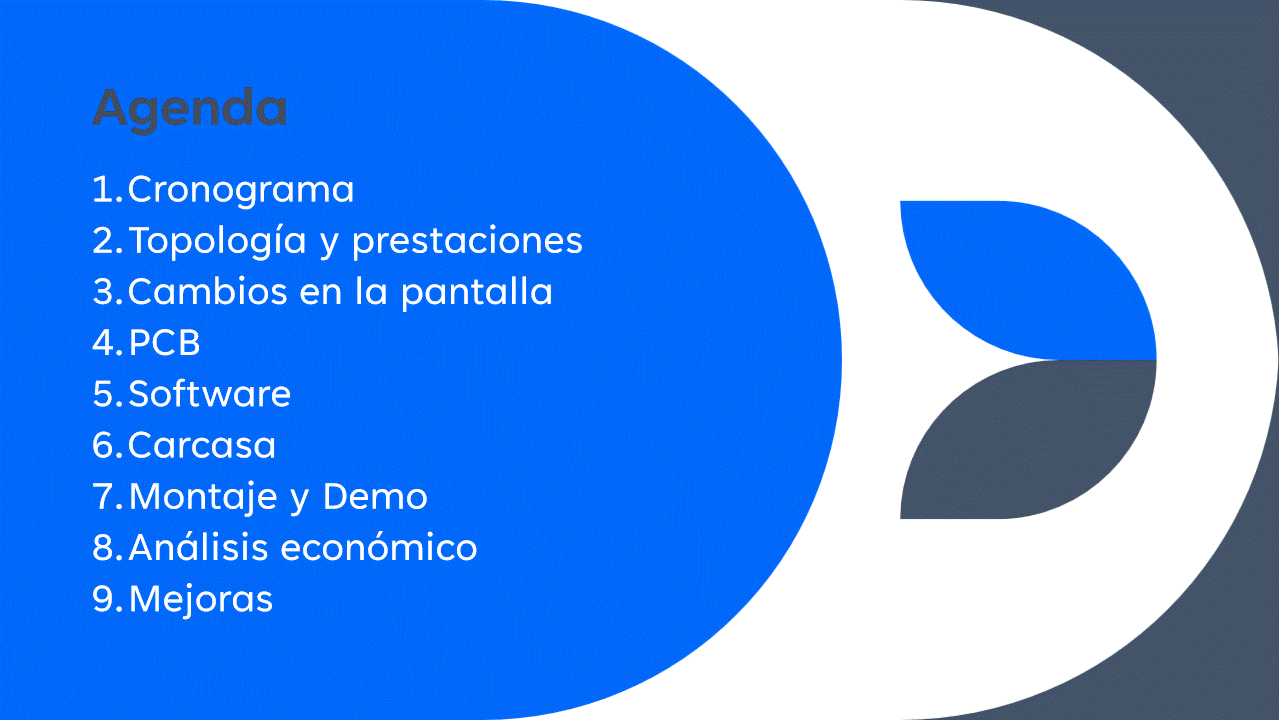 Agenda
1. Cronograma
2. Topología y prestaciones
3. Cambios en la pantalla
4. PCB
5. Software
6. Carcasa
7. Montaje y Demo
8. Análisis económico
9. Mejoras